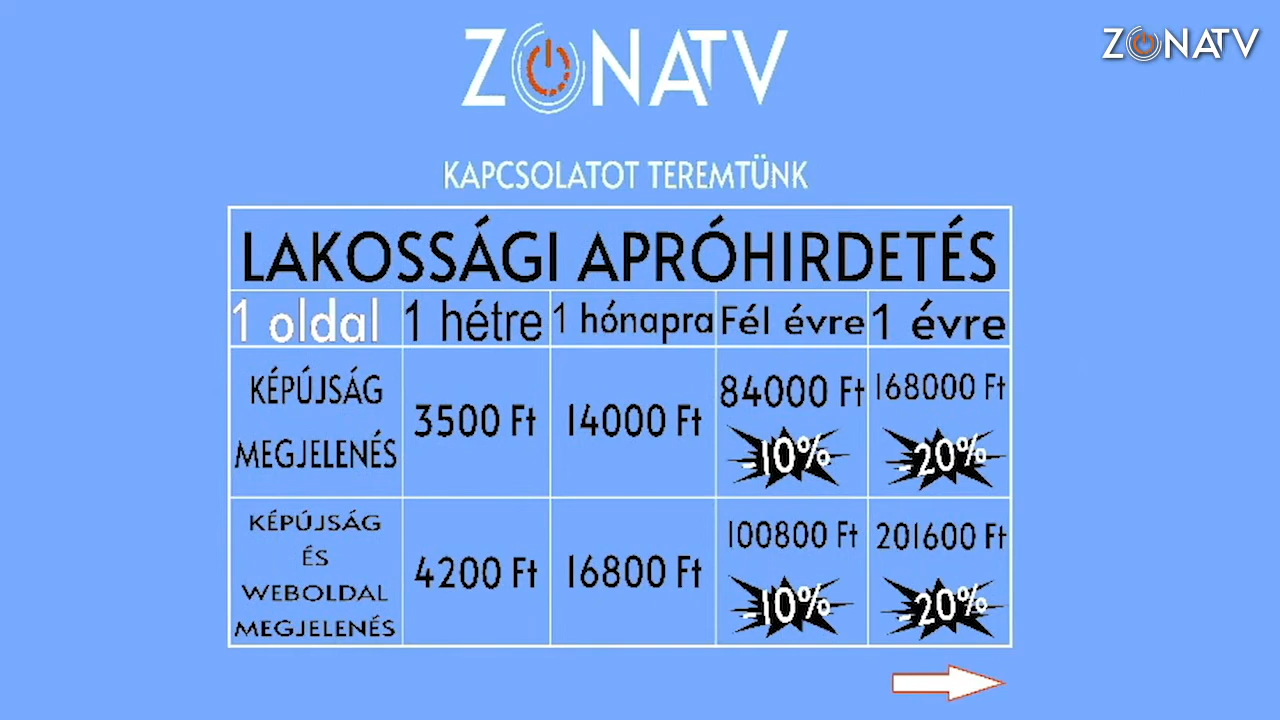 ZONATV
ZONATV
KAPCSOLATOT TEREMTÜNK
LAKOSSÁGI APRÓHIRDETÉS
1 oldal 1 hétre 1 hónapra Fél évre 1 évre
KÉPÚJSÁG
MEGJELENÉS
3500 Ft 14000 Ft 84000 Ft 168000 Ft
-10% -20%
KÉPÚJSÁG
ÉS
WEBOLDAL
MEGJELENÉS
4200 Ft 16800 Ft 100800 Ft 201600 Ft
-10% -20%